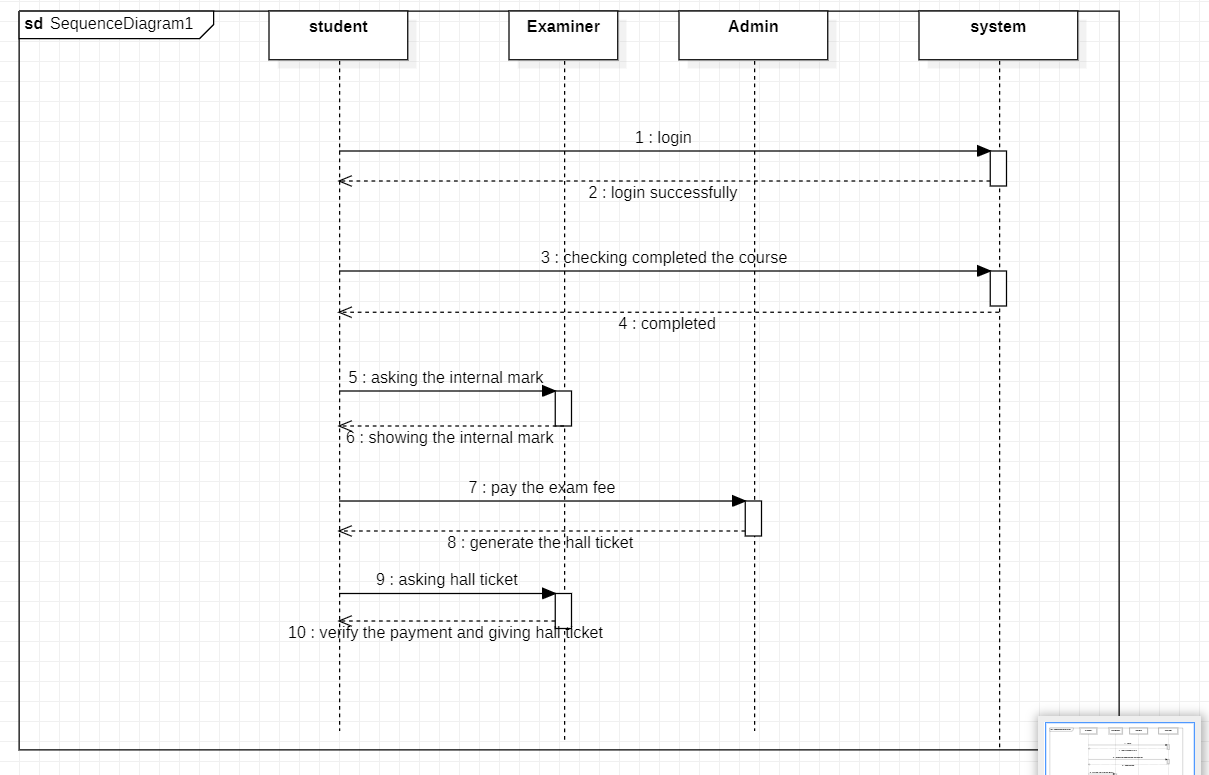 sd SequenceDiagram1
student
Examiner
Admin
system
1 : login
2 : login successfully
3 : checking completed the course
4 : completed
5 : asking the internal mark
6 : showing the internal mark
7 : pay the exam fee
8 : generate the hall ticket
9 : asking hall ticket
10 : verify the payment and giving hall ticket